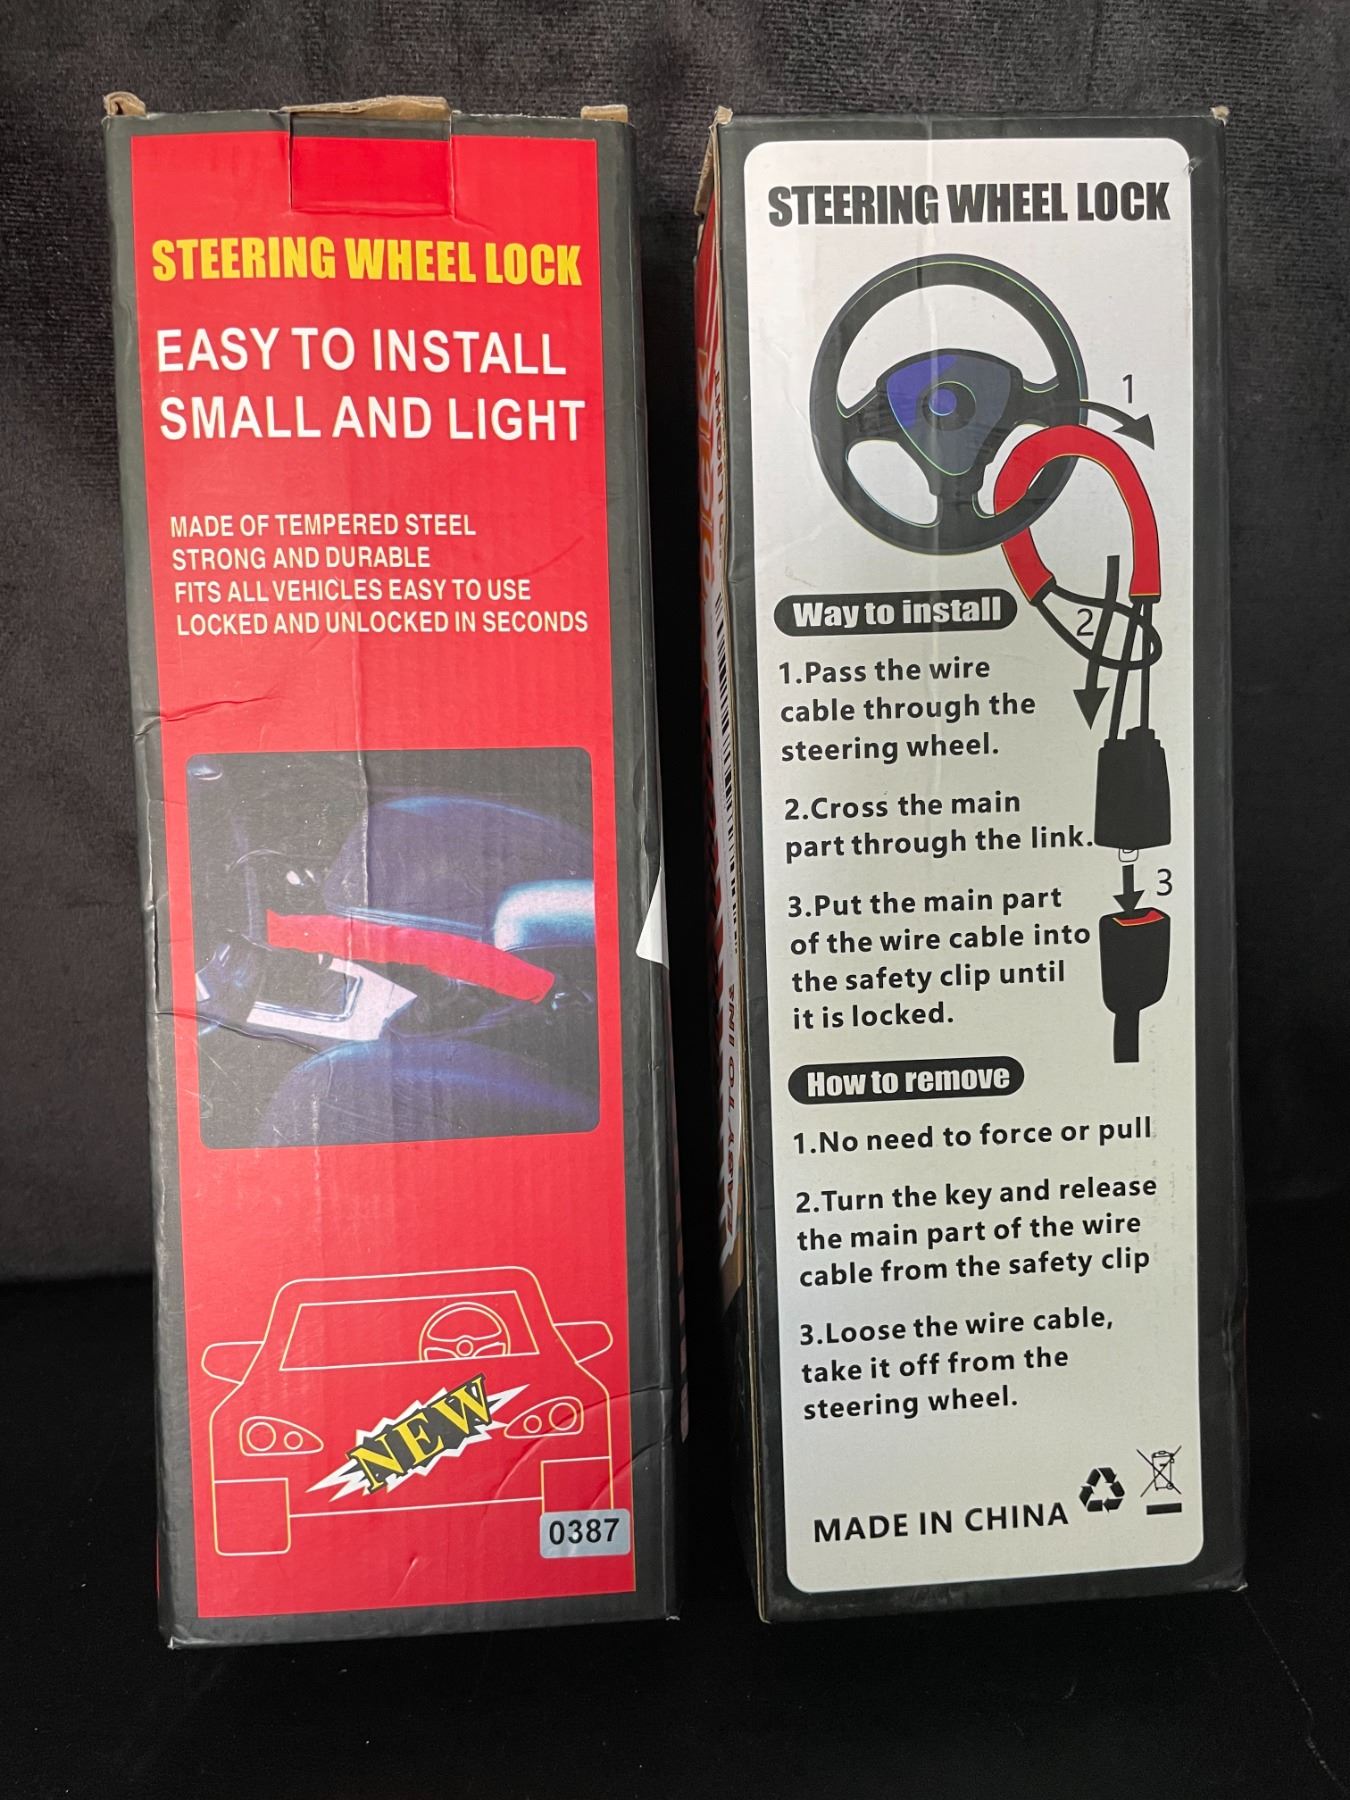 STEERING WHEEL LOCK
EASY TO INSTALL
SMALL AND LIGHT
MADE OF TEMPERED STEEL
STRONG AND DURABLE
FITS ALL VEHICLES EASY TO USE
LOCKED AND UNLOCKED IN SECONDS
NEW
0387
STEERING WHEEL LOCK
1
2
3
Way to install
1.Pass the wire
cable through the
steering wheel.
2.Cross the main
part through the link.
3.Put the main part
of the wire cable into
the safety clip until
it is locked.
How to remove
1.No need to force or pull
2.Turn the key and release
the main part of the wire
cable from the safety clip
3.Loose the wire cable,
take it off from the
steering wheel.
MADE IN CHINA